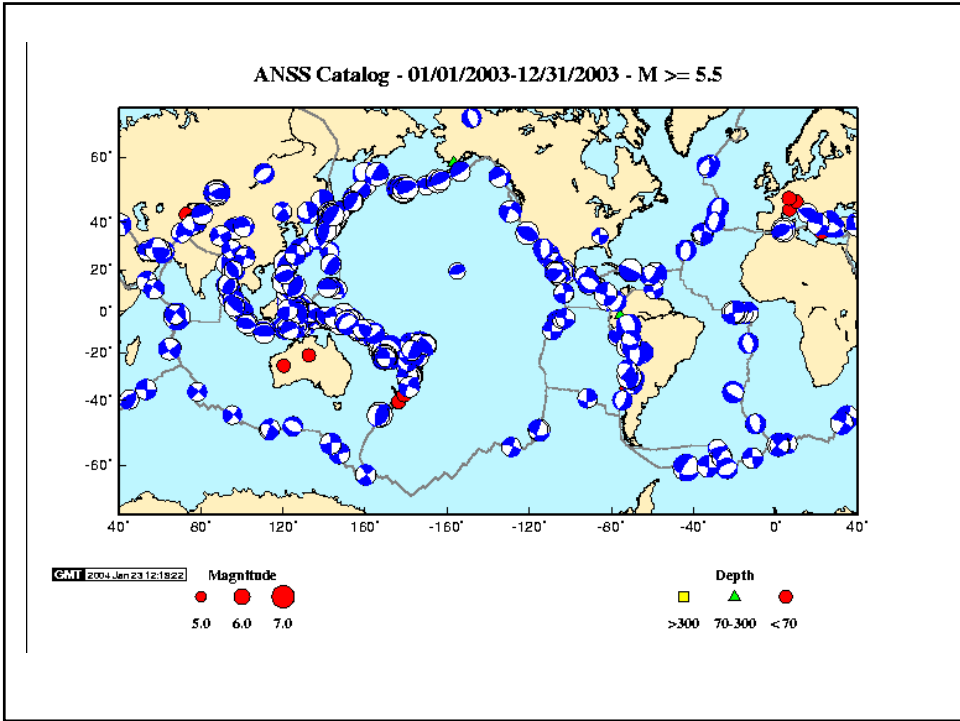 ANSS Catalog - 01/01/2003-12/31/2003 - M >= 5.5
60°
40°
20°
0°
-20°
-40°
-60°
40° 80° 120° 160° -160° -120° -80° -40° 0° 40°
GMT 2004 Jan 23 12:19:22 Magnitude Depth
5.0 6.0 7.0 >300 70-300 <70